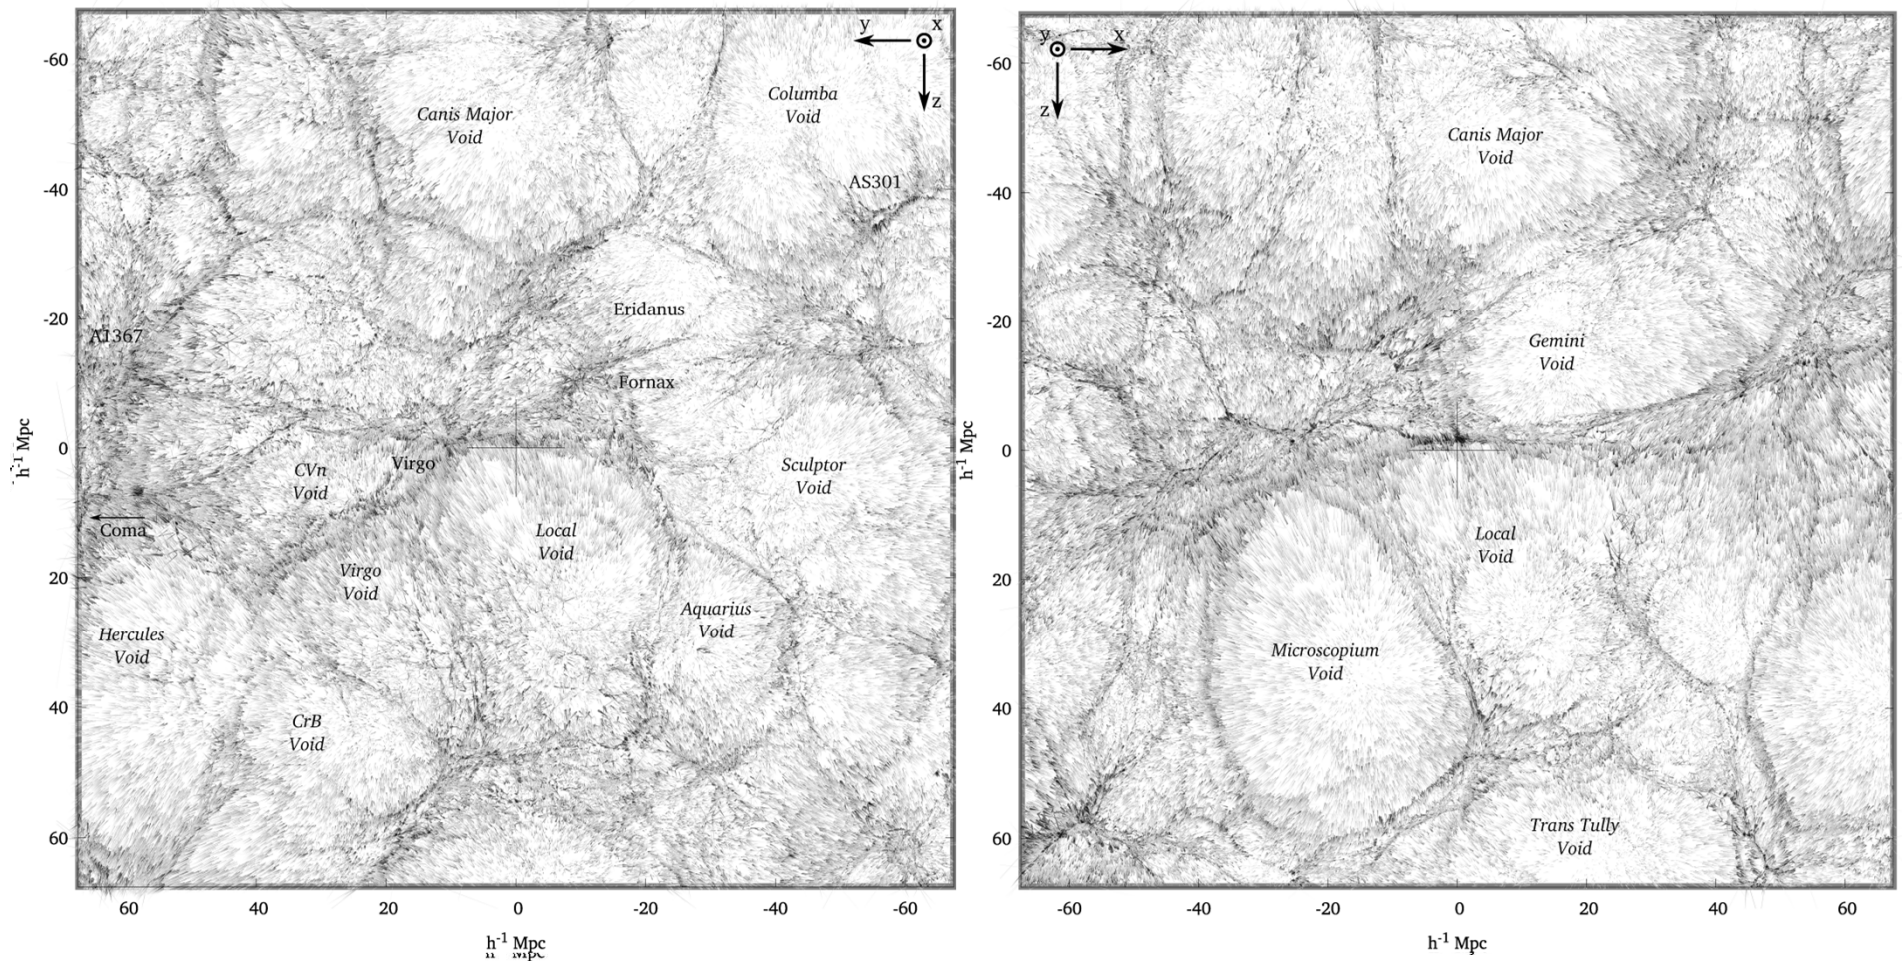 y
x
z
-60
-40
-20
0
20
40
60
h-1 Mpc
Canis Major
Void
Columba
Void
AS301
Eridanus
A1367
Fornax
Virgo
CVn
Void
Sculptor
Void
Coma
Local
Void
Virgo
Void
Aquarius
Void
Hercules
Void
CrB
Void
60
40
20
0
-20
-40
-60
h-1 Mpc
y
x
z
-60
-40
-20
0
20
40
60
h-1 Mpc
Canis Major
Void
Gemini
Void
Local
Void
Microscopium
Void
Trans Tully
Void
-60
-40
-20
0
20
40
60
h-1 Mpc